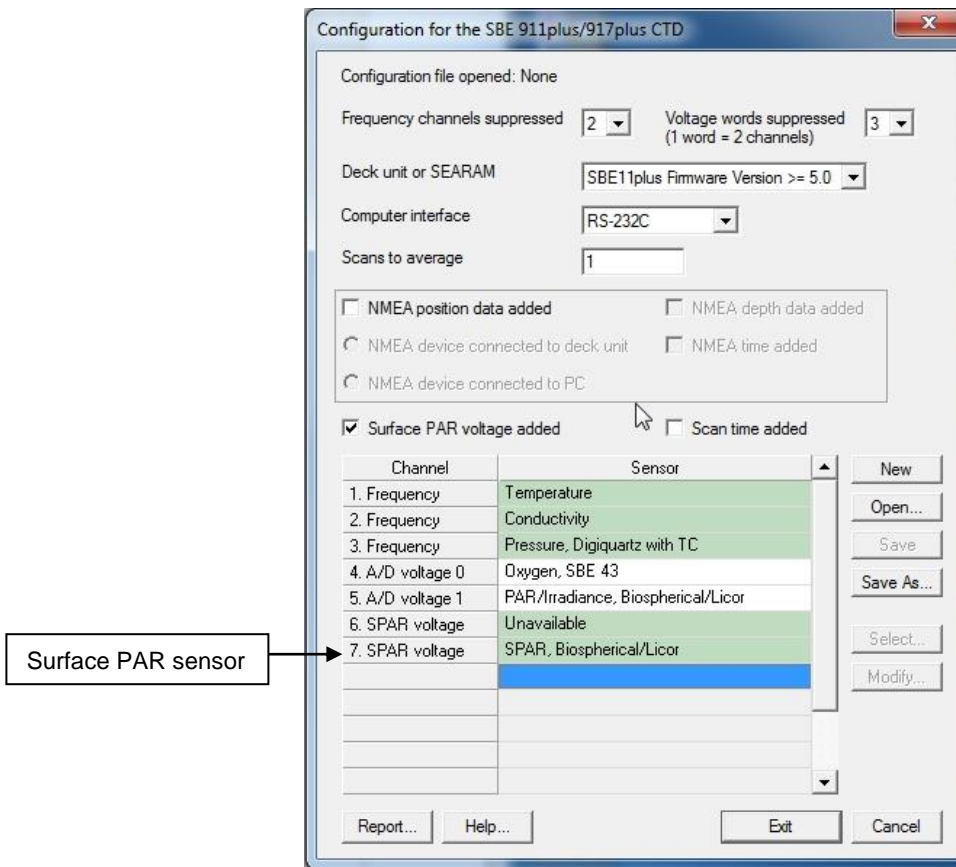 Configuration for the SBE 911plus/917plus CTD
Configuration file opened: None
Frequency channels suppressed 2 Voltage words suppressed (1 word = 2 channels) 3
Deck unit or SEARAM SBE11plus Firmware Version >= 5.0
Computer interface RS-232C
Scans to average 1
NMEA position data added NMEA depth data added
NMEA device connected to deck unit NMEA time added
NMEA device connected to PC
Surface PAR voltage added Scan time added
Channel Sensor New
1. Frequency Temperature
Open...
2. Frequency Conductivity
3. Frequency Pressure, Digiquartz with TC Save
4. A/D voltage 0 Oxygen, SBE 43
Save As...
5. A/D voltage 1 PAR/Irradiance, Biospherical/Licor
6. SPAR voltage Unavailable
Select...
Surface PAR sensor 7. SPAR voltage SPAR, Biospherical/Licor
Modify...
Report... Help... Exit Cancel